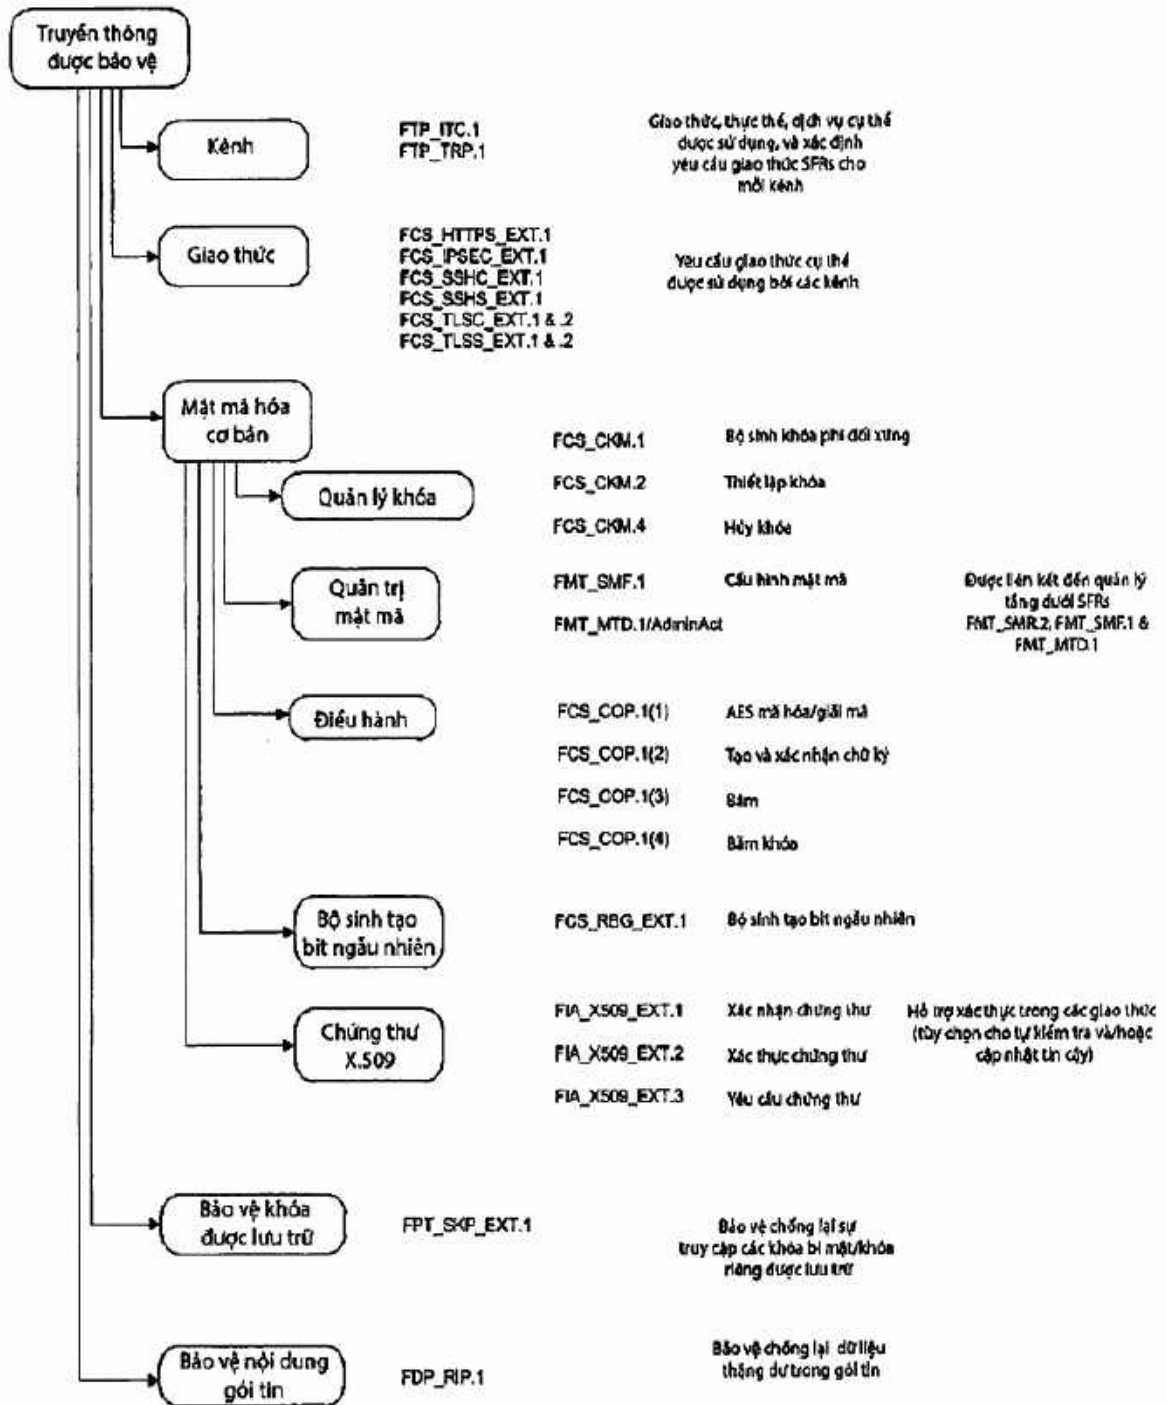 Truyền thông
được bảo vệ
Kênh
FTP_ITC.1
FTP_TRP.1
Giao thức, thực thể, dịch vụ cụ thể
được sử dụng, và xác định
yêu cầu giao thức SFRs cho
mỗi kênh
Giao thức
FCS_HTTPS_EXT.1
FCS_IPSEC_EXT.1
FCS_SSHC_EXT.1
FCS_SSHS_EXT.1
FCS_TLSC_EXT.1 & .2
FCS_TLSS_EXT.1 & .2
Yêu cầu giao thức cụ thể
được sử dụng bởi các kênh
Mật mã hóa
cơ bản
FCS_CKM.1
Bộ sinh khóa phi đối xứng
Quản lý khóa
FCS_CKM.2
Thiết lập khóa
FCS_CKM.4
Hủy khóa
Quản trị
mật mã
FMT_SMF.1
Cấu hình mật mã
FMT_MTD.1/AdminAct
Được liên kết đến quản lý
tầng dưới SFRs
FMT_SMR.2, FMT_SMF.1 &
FMT_MTD.1
Điều hành
FCS_COP.1(1)
AES mã hóa/giải mã
FCS_COP.1(2)
Tạo và xác nhận chữ ký
FCS_COP.1(3)
Băm
FCS_COP.1(4)
Băm khóa
Bộ sinh tạo
bit ngẫu nhiên
FCS_RBG_EXT.1
Bộ sinh tạo bit ngẫu nhiên
Chứng thư
X.509
FIA_X509_EXT.1
Xác nhận chứng thư
FIA_X509_EXT.2
Xác thực chứng thư
FIA_X509_EXT.3
Yêu cầu chứng thư
Hỗ trợ xác thực trong các giao thức
(tùy chọn cho tự kiểm tra và/hoặc
cập nhật tin cậy)
Bảo vệ khóa
được lưu trữ
FPT_SKP_EXT.1
Bảo vệ chống lại sự
truy cập các khóa bí mật/khóa
riêng được lưu trữ
Bảo vệ nội dung
gói tin
FDP_RIP.1
Bảo vệ chống lại dữ liệu
thặng dư trong gói tin